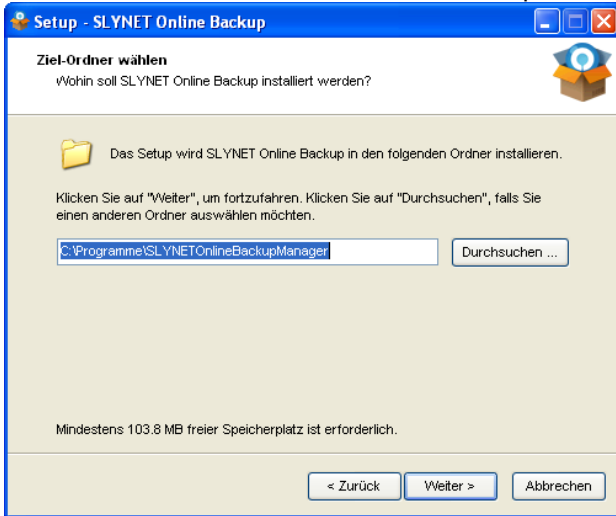 Setup - SLYNET Online Backup
Ziel-Ordner wählen
Wohin soll SLYNET Online Backup installiert werden?
Das Setup wird SLYNET Online Backup in den folgenden Ordner installieren.
Klicken Sie auf "Weiter", um fortzufahren. Klicken Sie auf "Durchsuchen", falls Sie
einen anderen Ordner auswählen möchten.
C:\Programme\SLYNETOnlineBackupManager
Durchsuchen ...
Mindestens 103.8 MB freier Speicherplatz ist erforderlich.
< Zurück
Weiter >
Abbrechen